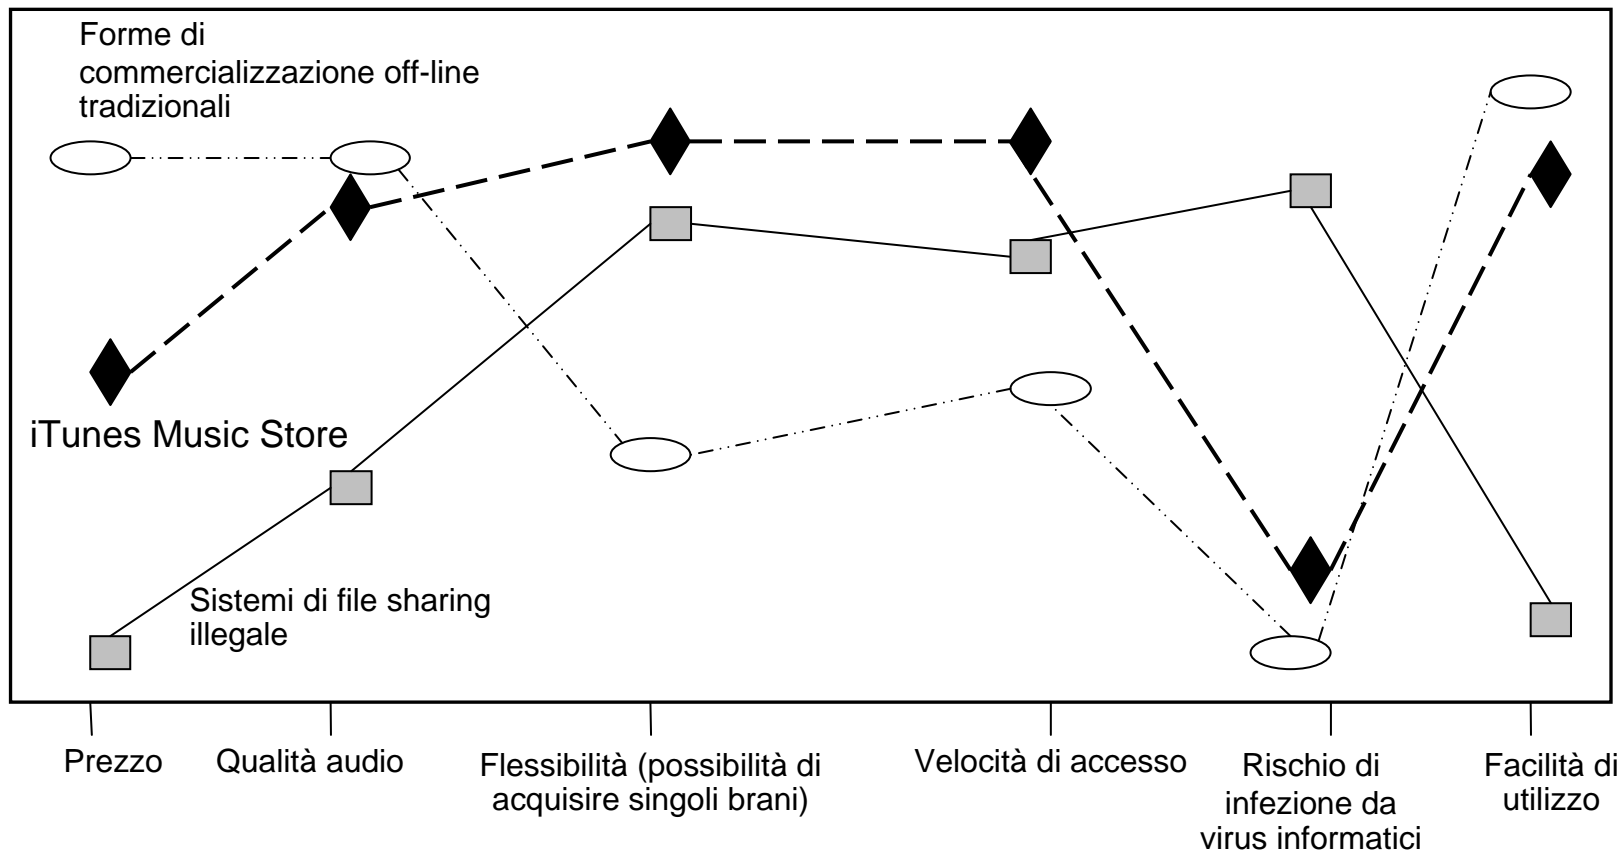 Forme di
commercializzazione off-line
tradizionali
iTunes Music Store
Sistemi di file sharing
illegale
Prezzo
Qualità audio
Flessibilità (possibilità di
acquisire singoli brani)
Velocità di accesso
Rischio di
infezione da
virus informatici
Facilità di
utilizzo